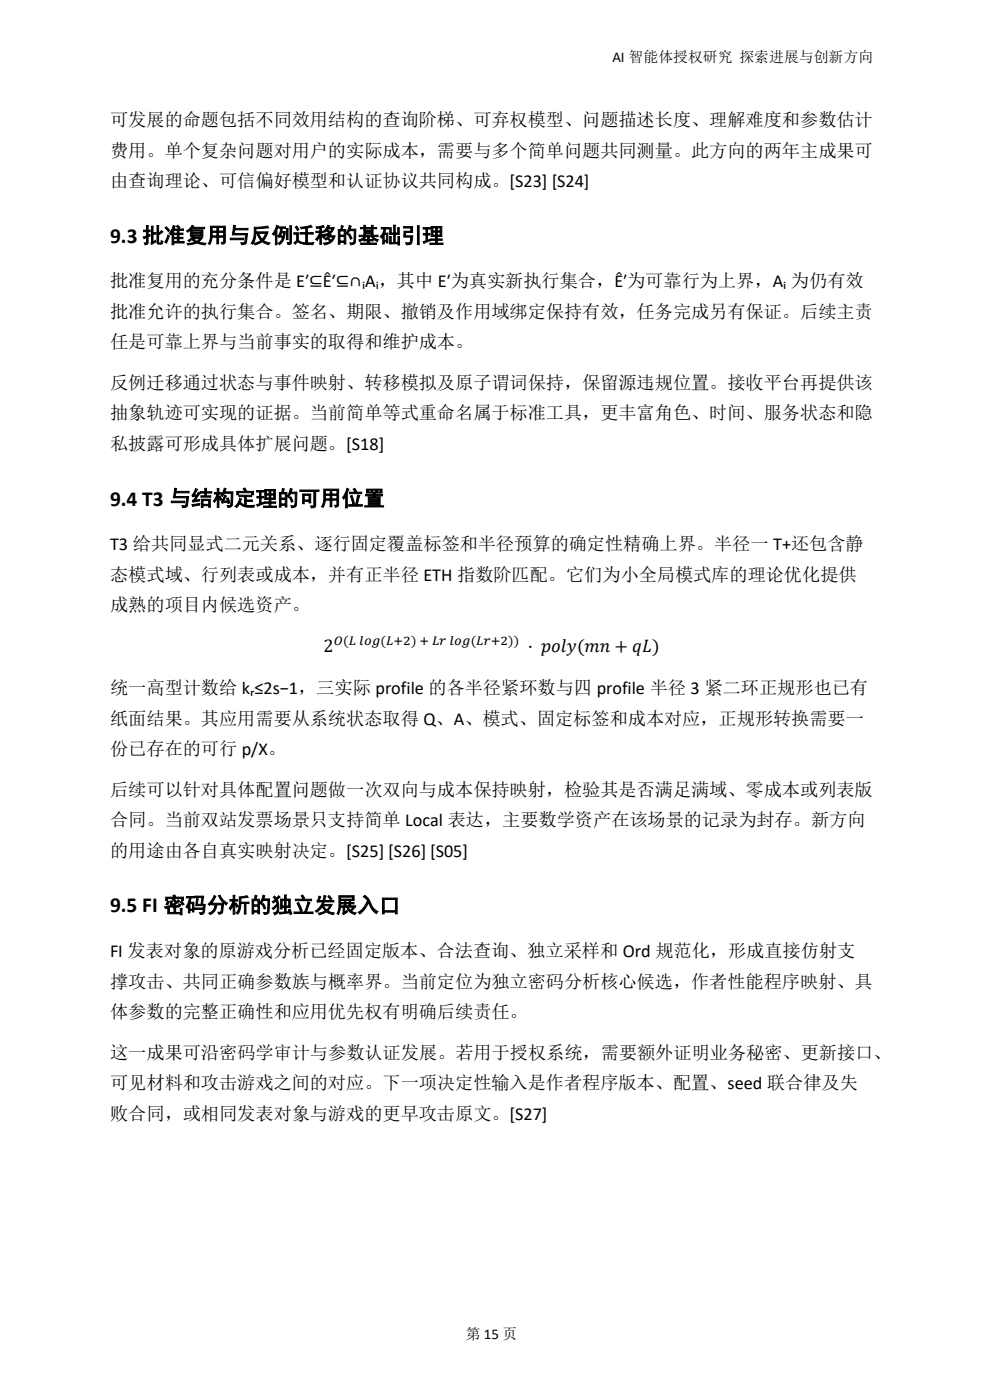 AI 智能体授权研究 探索进展与创新方向
可发展的命题包括不同效用结构的查询阶梯、可弃权模型、问题描述长度、理解难度和参数估计
费用。单个复杂问题对用户的实际成本，需要与多个简单问题共同测量。此方向的两年主成果可
由查询理论、可信偏好模型和认证协议共同构成。[S23] [S24]
9.3 批准复用与反例迁移的基础引理
批准复用的充分条件是 E′⊆Ê′⊆∩ᵢAᵢ，其中 E′为真实新执行集合，Ê′为可靠行为上界，Aᵢ 为仍有效
批准允许的执行集合。签名、期限、撤销及作用域绑定保持有效，任务完成另有保证。后续主责
任是可靠上界与当前事实的取得和维护成本。
反例迁移通过状态与事件映射、转移模拟及原子谓词保持，保留源违规位置。接收平台再提供该
抽象轨迹可实现的证据。当前简单等式重命名属于标准工具，更丰富角色、时间、服务状态和隐
私披露可形成具体扩展问题。[S18]
9.4 T3 与结构定理的可用位置
T3 给共同显式二元关系、逐行固定覆盖标签和半径预算的确定性精确上界。半径一 T+还包含静
态模式域、行列表或成本，并有正半径 ETH 指数阶匹配。它们为小全局模式库的理论优化提供
成熟的项目内候选资产。
2^{O(L log(L+2) + Lr log(Lr+2))} · poly(mn + qL)
统一高型计数给 kᵣ≤2s−1，三实际 profile 的各半径紧环数与四 profile 半径 3 紧二环正规形也已有
纸面结果。其应用需要从系统状态取得 Q、A、模式、固定标签和成本对应，正规形转换需要一
份已存在的可行 p/X。
后续可以针对具体配置问题做一次双向与成本保持映射，检验其是否满足满域、零成本或列表版
合同。当前双站发票场景只支持简单 Local 表达，主要数学资产在该场景的记录为封存。新方向
的用途由各自真实映射决定。[S25] [S26] [S05]
9.5 FI 密码分析的独立发展入口
FI 发表对象的原游戏分析已经固定版本、合法查询、独立采样和 Ord 规范化，形成直接仿射支
撑攻击、共同正确参数族与概率界。当前定位为独立密码分析核心候选，作者性能程序映射、具
体参数的完整正确性和应用优先权有明确后续责任。
这一成果可沿密码学审计与参数认证发展。若用于授权系统，需要额外证明业务秘密、更新接口、
可见材料和攻击游戏之间的对应。下一项决定性输入是作者程序版本、配置、seed 联合律及失
败合同，或相同发表对象与游戏的更早攻击原文。[S27]
第 15 页